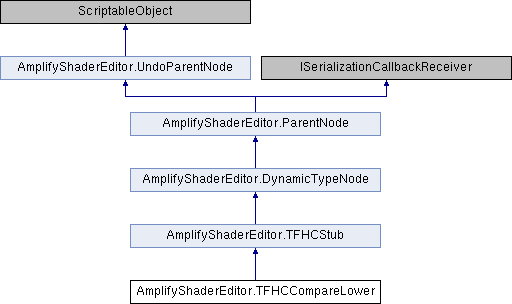 ScriptableObject
AmplifyShaderEditor.UndoParentNode
ISerializationCallbackReceiver
AmplifyShaderEditor.ParentNode
AmplifyShaderEditor.DynamicTypeNode
AmplifyShaderEditor.TFHCStub
AmplifyShaderEditor.TFHCCompareLower